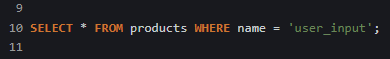 9
10 SELECT * FROM products WHERE name = 'user_input';
11